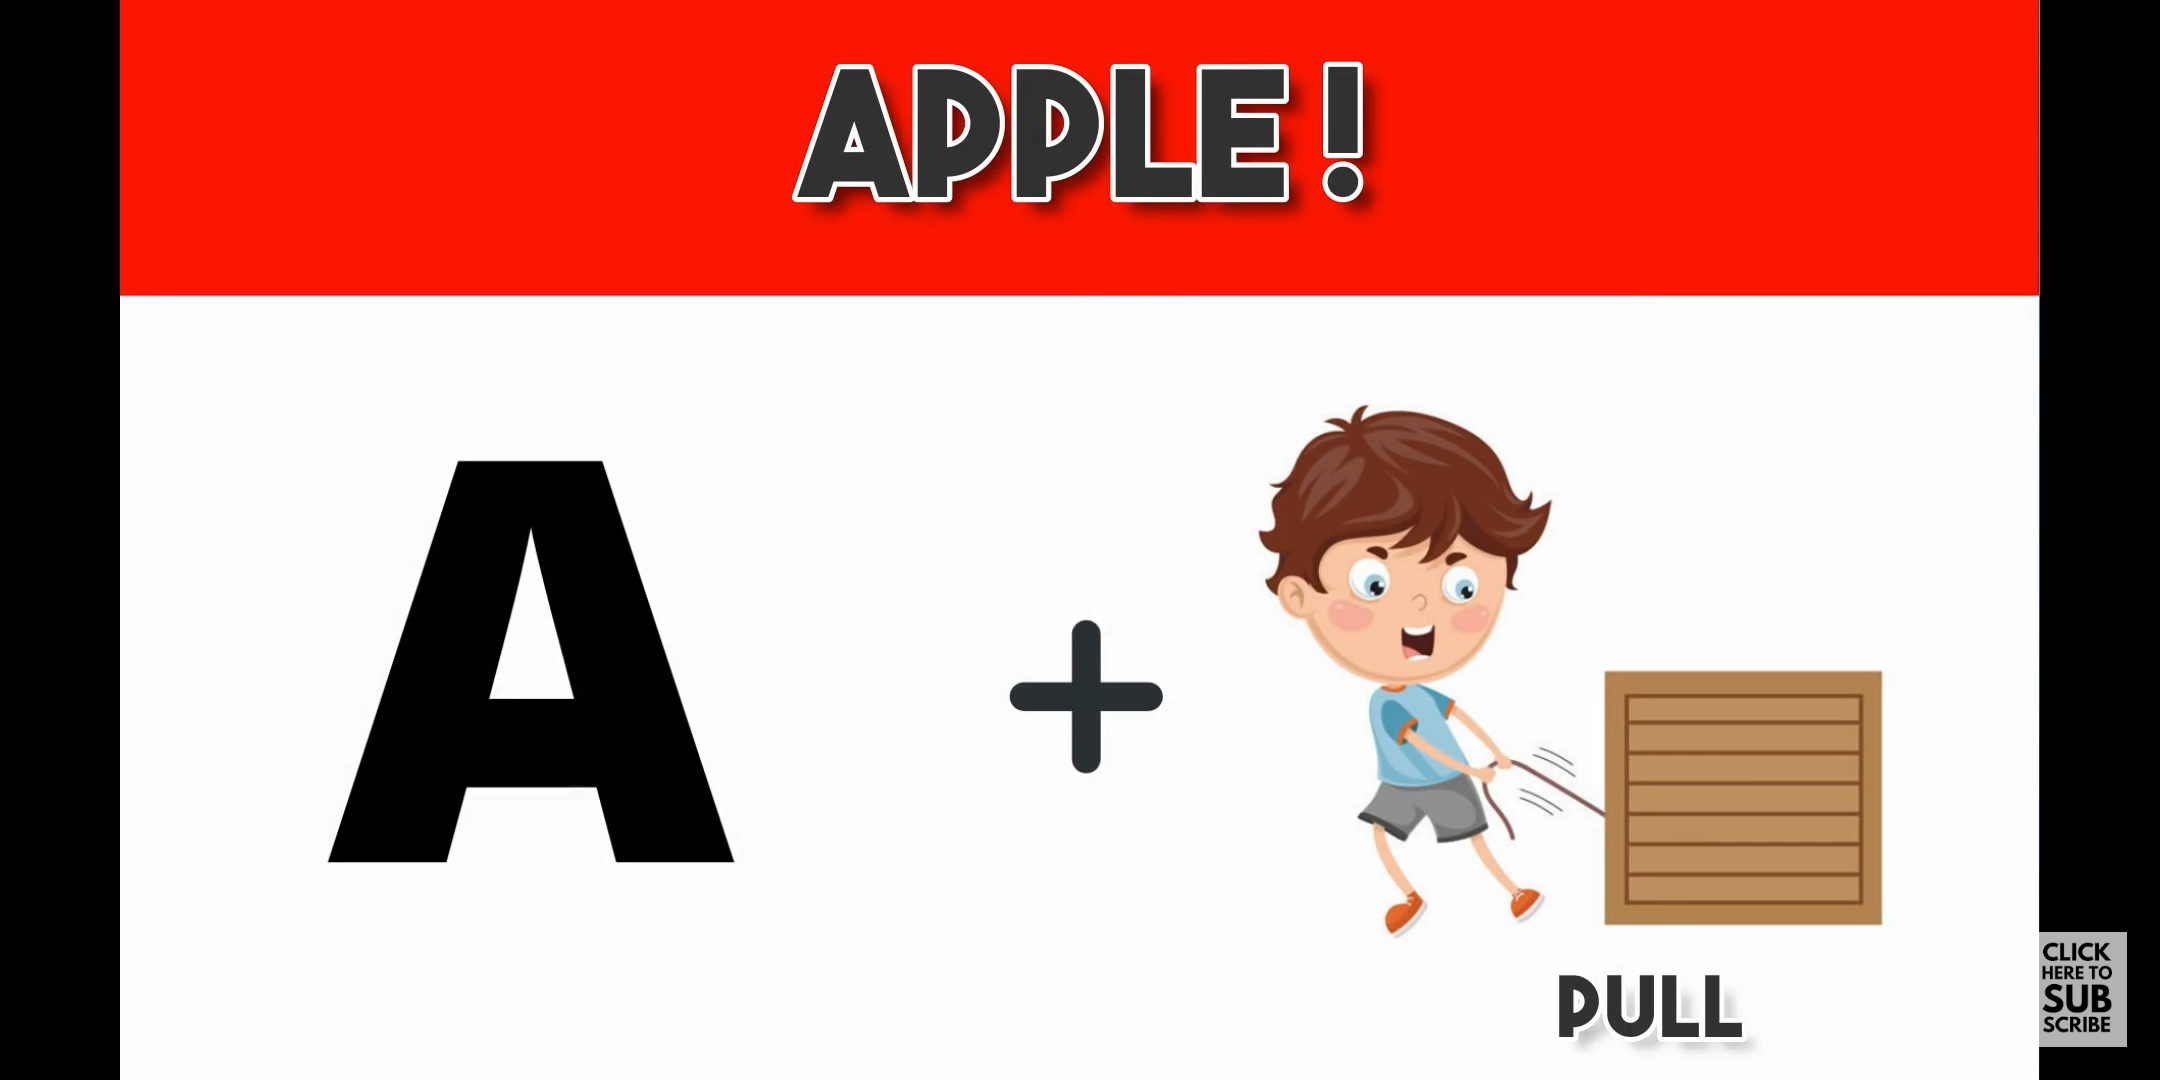 APPLE!
A
+
PULL
CLICK
HERE TO
SUB
SCRIBE